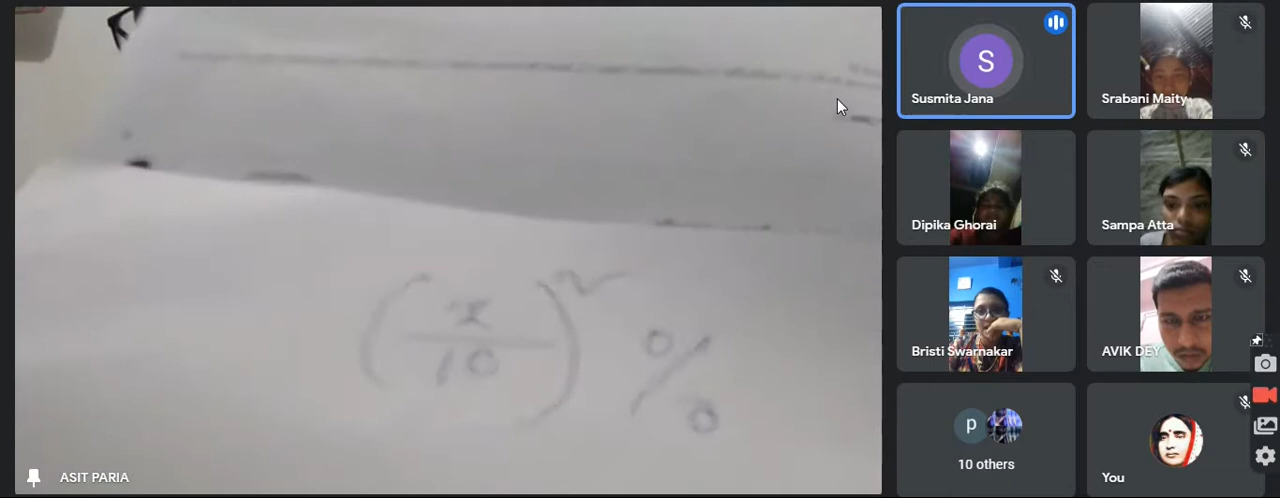 (x/10)² %
ASIT PARIA
S
Susmita Jana
Srabani Maity
Dipika Ghorai
Sampa Atta
Bristi Swarnakar
AVIK DEY
p
10 others
You